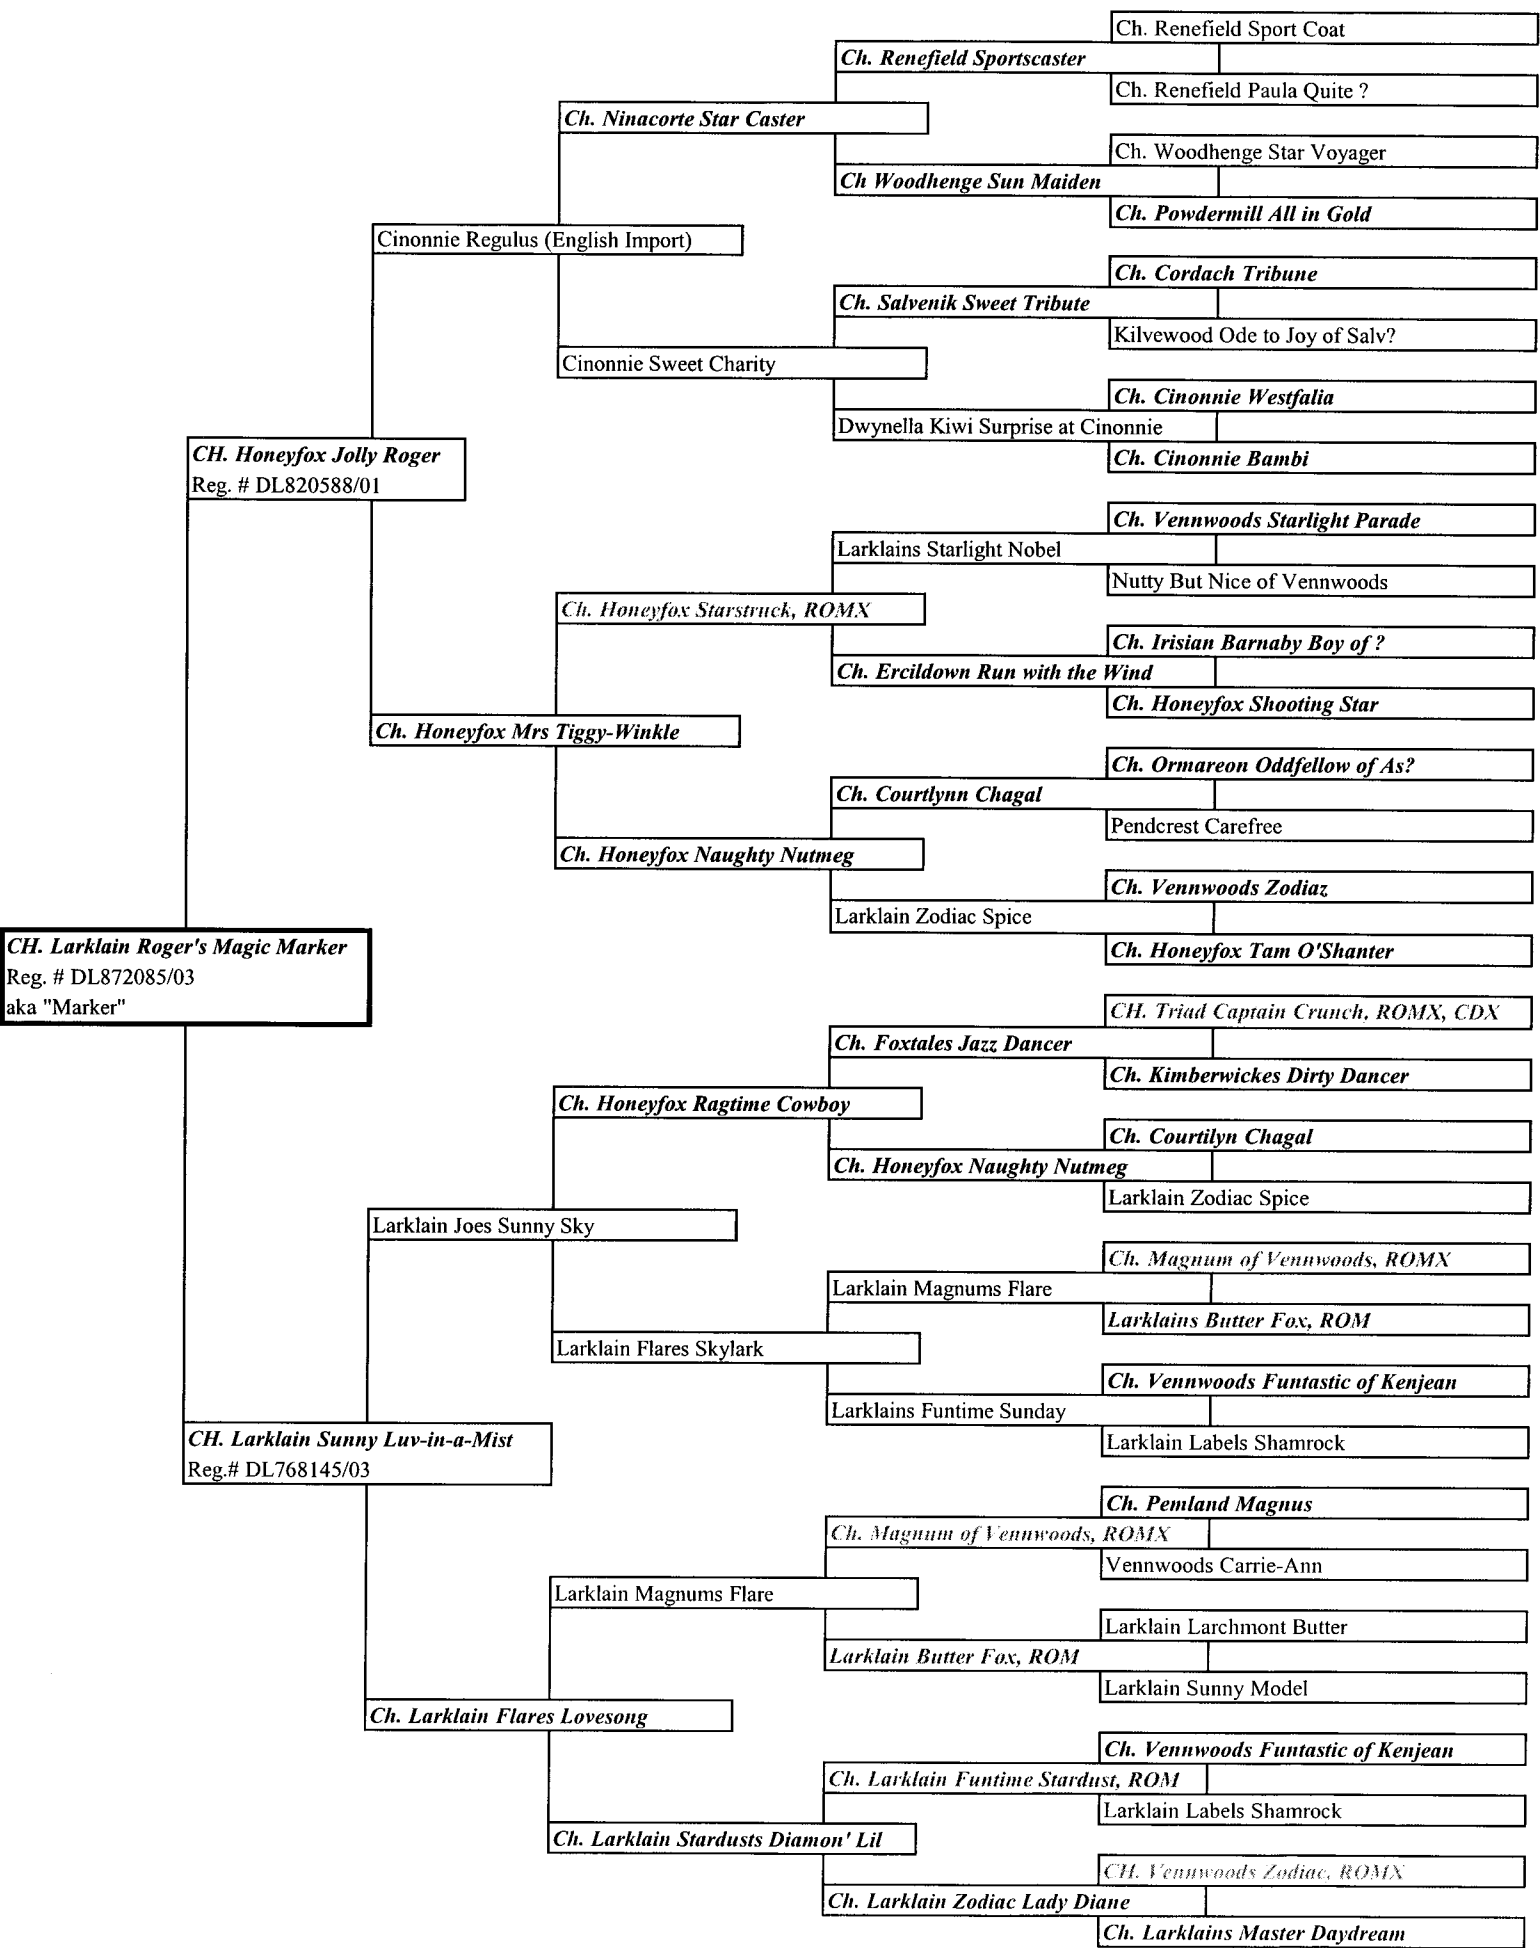 Ch. Renefield Sport Coat
Ch. Renefield Sportscaster
Ch. Renefield Paula Quite ?
Ch. Ninacorte Star Caster
Ch. Woodhenge Star Voyager
Ch Woodhenge Sun Maiden
Ch. Powdermill All in Gold
Cinonnie Regulus (English Import)
Ch. Cordach Tribune
Ch. Salvenik Sweet Tribute
Kilvewood Ode to Joy of Salv?
Cinonnie Sweet Charity
Ch. Cinonnie Westfalia
Dwynella Kiwi Surprise at Cinonnie
Ch. Cinonnie Bambi
CH. Honeyfox Jolly Roger
Reg. # DL820588/01
Ch. Vennwoods Starlight Parade
Larklains Starlight Nobel
Nutty But Nice of Vennwoods
Ch. Honeyfox Starstruck, ROMX
Ch. Irisian Barnaby Boy of ?
Ch. Ercildown Run with the Wind
Ch. Honeyfox Shooting Star
Ch. Honeyfox Mrs Tiggy-Winkle
Ch. Ormareon Oddfellow of As?
Ch. Courtlynn Chagal
Pendcrest Carefree
Ch. Honeyfox Naughty Nutmeg
Ch. Vennwoods Zodiaz
Larklain Zodiac Spice
Ch. Honeyfox Tam O'Shanter
CH. Larklain Roger's Magic Marker
Reg. # DL872085/03
aka "Marker"
CH. Triad Captain Crunch, ROMX, CDX
Ch. Foxtales Jazz Dancer
Ch. Kimberwickes Dirty Dancer
Ch. Honeyfox Ragtime Cowboy
Ch. Courtilyn Chagal
Ch. Honeyfox Naughty Nutmeg
Larklain Zodiac Spice
Larklain Joes Sunny Sky
Ch. Magnum of Vennwoods, ROMX
Larklain Magnums Flare
Larklains Butter Fox, ROM
Larklain Flares Skylark
Ch. Vennwoods Funtastic of Kenjean
Larklains Funtime Sunday
Larklain Labels Shamrock
CH. Larklain Sunny Luv-in-a-Mist
Reg.# DL768145/03
Ch. Pemland Magnus
Ch. Magnum of Vennwoods, ROMX
Vennwoods Carrie-Ann
Larklain Magnums Flare
Larklain Larchmont Butter
Larklain Butter Fox, ROM
Larklain Sunny Model
Ch. Larklain Flares Lovesong
Ch. Vennwoods Funtastic of Kenjean
Ch. Larklain Funtime Stardust, ROM
Larklain Labels Shamrock
Ch. Larklain Stardusts Diamon' Lil
CH. Vennwoods Zodiac, ROMX
Ch. Larklain Zodiac Lady Diane
Ch. Larklains Master Daydream